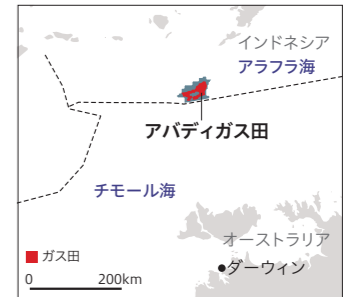 インドネシア
アラフラ海
アバディガス田
チモール海
オーストラリア
ダーウィン
ガス田
0 200km